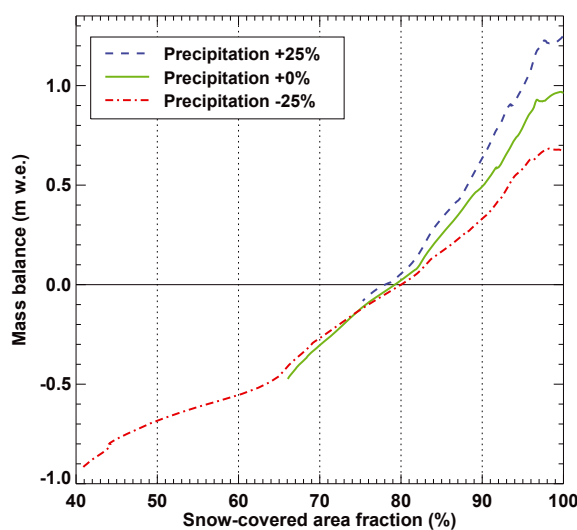 Precipitation +25%
Precipitation +0%
Precipitation -25%
Mass balance (m w.e.)
1.0
0.5
0.0
-0.5
-1.0
40 50 60 70 80 90 100
Snow-covered area fraction (%)